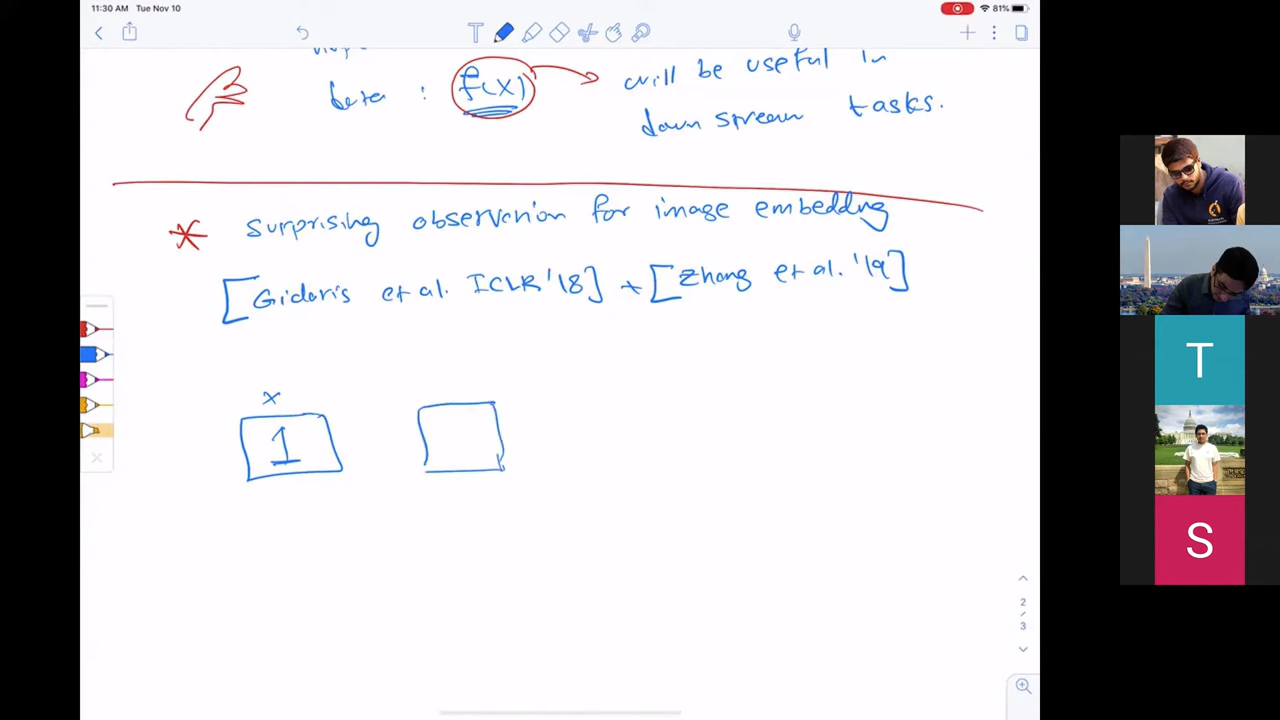 11:30 AM Tue Nov 10
81%
T
beta : f(x) will be useful in
down stream tasks.
* Surprising observation for image embedding
[Gidaris et al. ICLR '18] + [Zhang et al. '19]
x
1
2
/
3
T
S